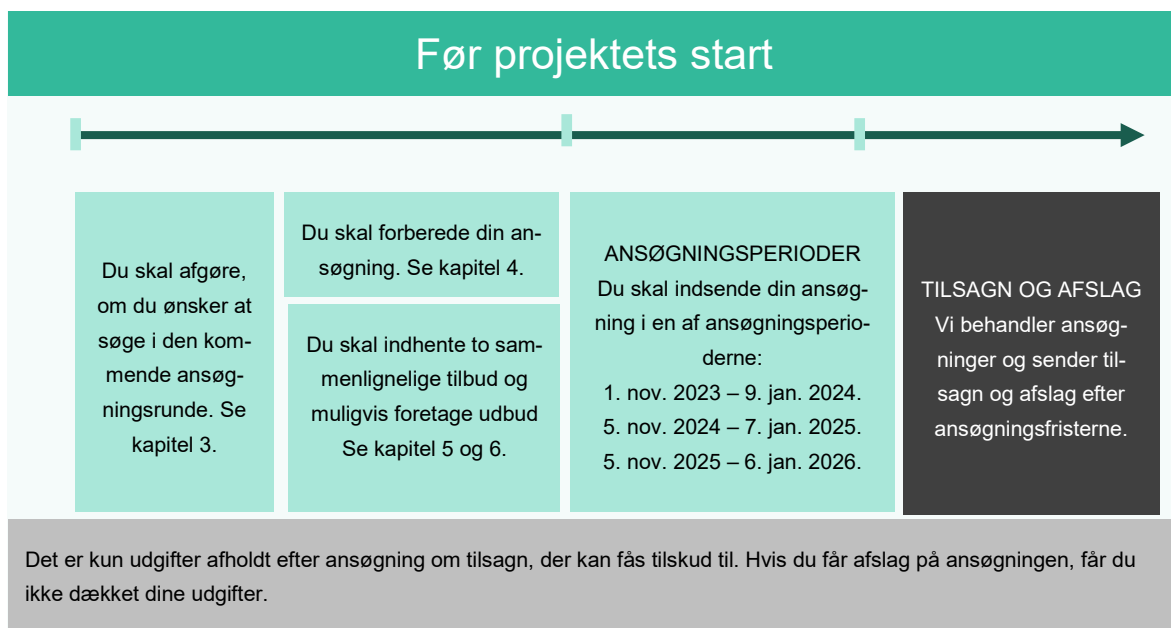 Før projektets start
Du skal afgøre,
om du ønsker at
søge i den kom-
mende ansøg-
ningsrunde. Se
kapitel 3.
Du skal forberede din an-
søgning. Se kapitel 4.
Du skal indhente to sam-
menlignelige tilbud og
muligvis foretage udbud
Se kapitel 5 og 6.
ANSØGNINGSPERIODER
Du skal indsende din ansøg-
ning i en af ansøgningsperio-
derne:
1. nov. 2023 – 9. jan. 2024.
5. nov. 2024 – 7. jan. 2025.
5. nov. 2025 – 6. jan. 2026.
TILSAGN OG AFSLAG
Vi behandler ansøg-
ninger og sender til-
sagn og afslag efter
ansøgningsfristerne.
Det er kun udgifter afholdt efter ansøgning om tilsagn, der kan fås tilskud til. Hvis du får afslag på ansøgningen, får du
ikke dækket dine udgifter.